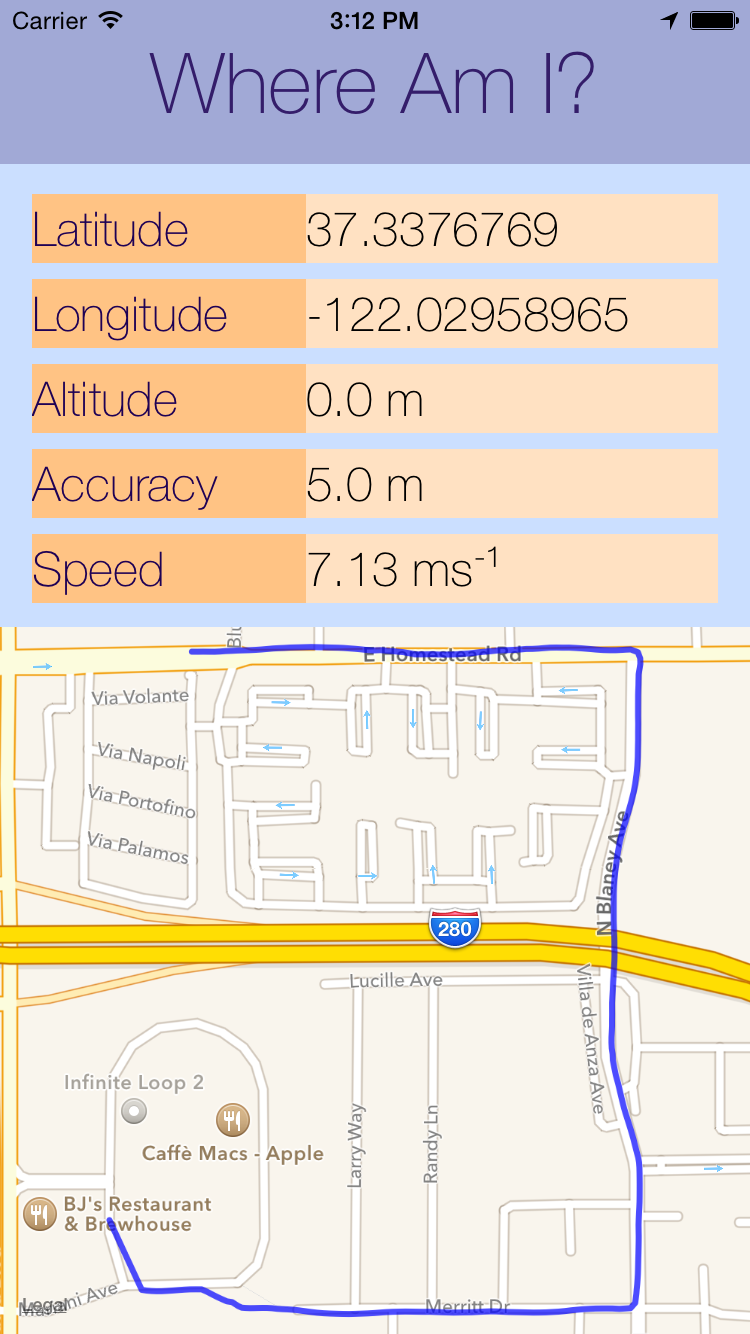 Carrier 3:12 PM
Where Am I?
Latitude 37.3376769
Longitude -122.02958965
Altitude 0.0 m
Accuracy 5.0 m
Speed 7.13 ms⁻¹
Blu
E Homestead Rd
Via Volante
Via Napoli
Via Portofino
Via Palamos
N Blaney Ave
280
Lucille Ave
Villa de Anza Ave
Infinite Loop 2
Larry Way
Randy Ln
Caffè Macs - Apple
BJ's Restaurant
& Brewhouse
Mariani Ave
Legal
Merritt Dr